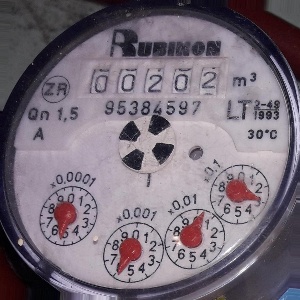 RUBIKON
00202 m³
ZR
95384597
Qn 1,5
LT 2-49
1993
A
30°C
x0,0001
x0,001
x0,01
x0,1